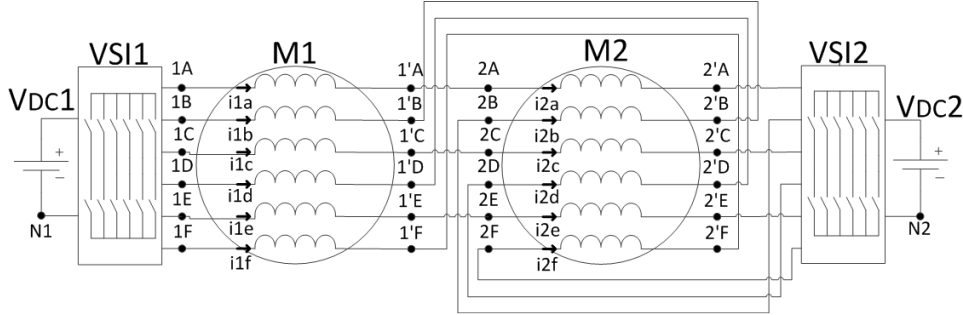 VSI1
M1
M2
VSI2
VDC1
VDC2
1A
1B
1C
1D
1E
1F
i1a
i1b
i1c
i1d
i1e
i1f
1'A
1'B
1'C
1'D
1'E
1'F
2A
2B
2C
2D
2E
2F
i2a
i2b
i2c
i2d
i2e
i2f
2'A
2'B
2'C
2'D
2'E
2'F
+
−
N1
+
−
N2